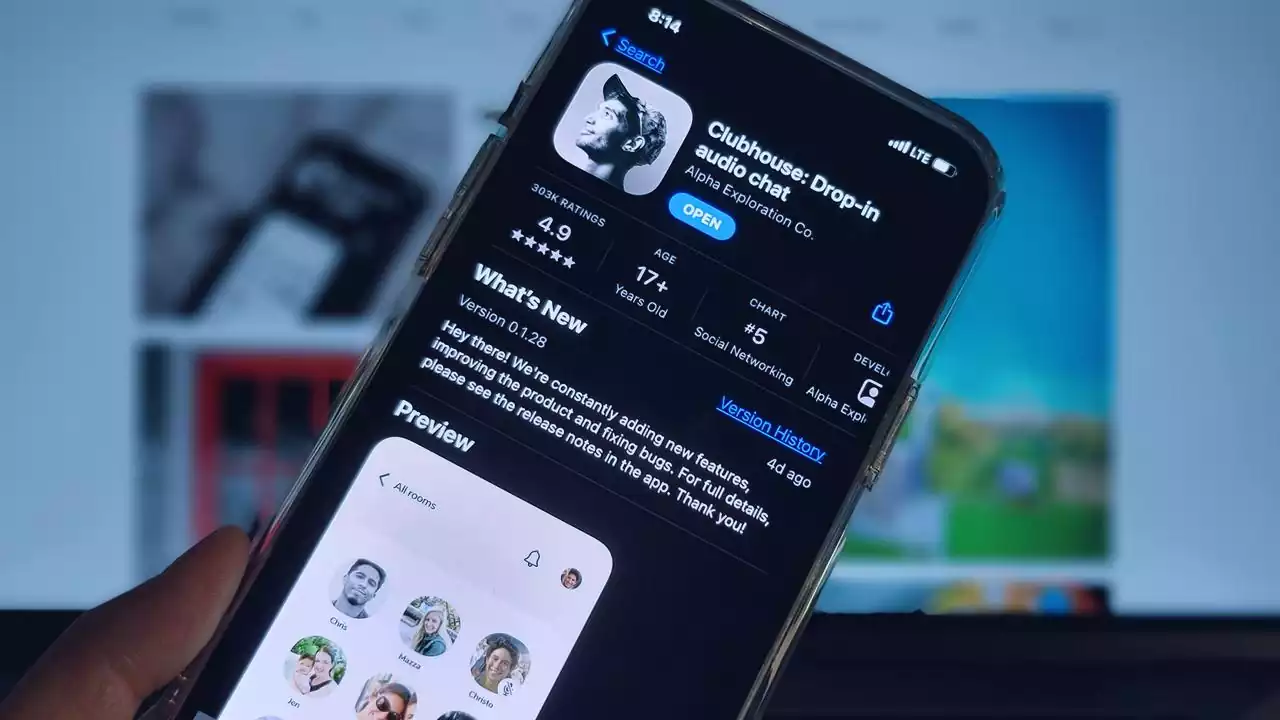 8:14
LTE
Search
Clubhouse: Drop-in
audio chat
Alpha Exploration Co.
OPEN
303K RATINGS
4.9
AGE
17+
Years Old
CHART
#5
Social Networking
DEVEL
Alpha Expl
What's New
Version History
Version 0.1.28
4d ago
Hey there! We're constantly adding new features,
improving the product and fixing bugs. For full details,
please see the release notes in the app. Thank you!
Preview
All rooms
Chris
Mazza
Christo
Jen